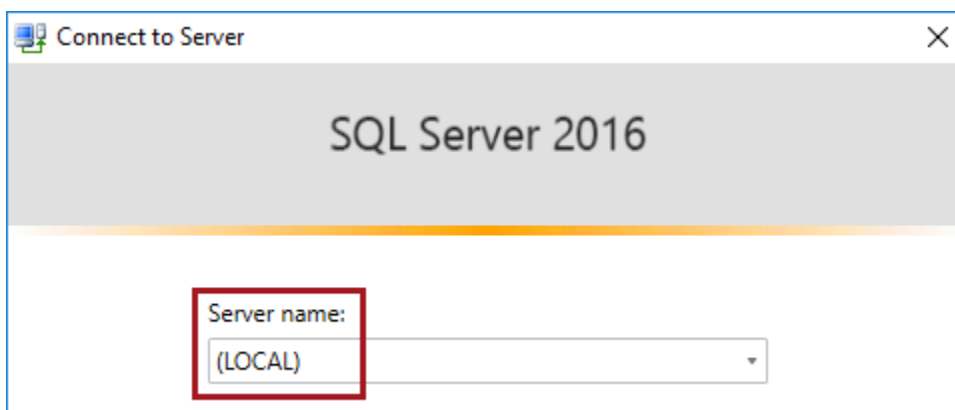 Connect to Server
SQL Server 2016
Server name:
(LOCAL)